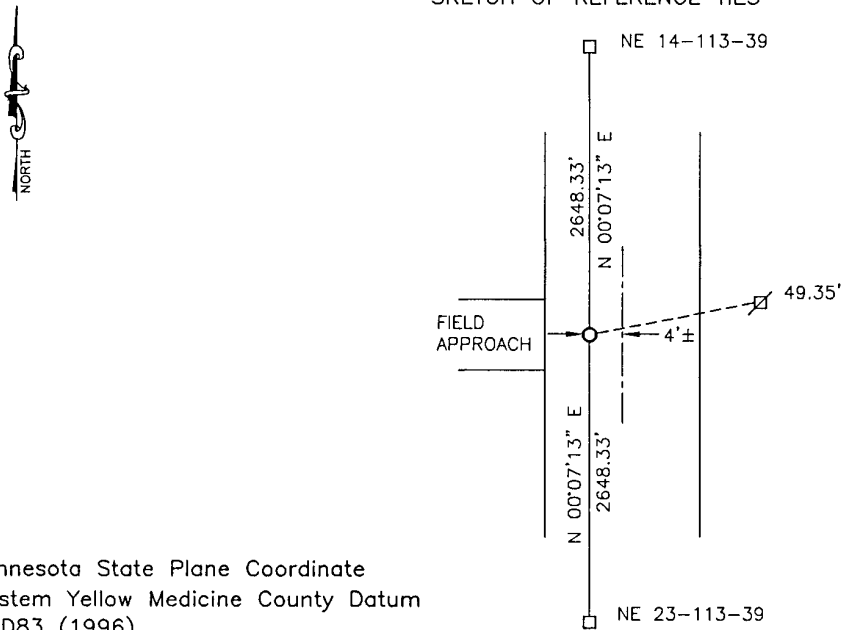 SKETCH OF REFERENCE TIES
NE 14-113-39
NORTH
2648.33'
N 00°07'13" E
49.35'
FIELD
APPROACH
4'±
N 00°07'13" E
2648.33'
nnesota State Plane Coordinate
stem Yellow Medicine County Datum
D83 (1996)
NE 23-113-39